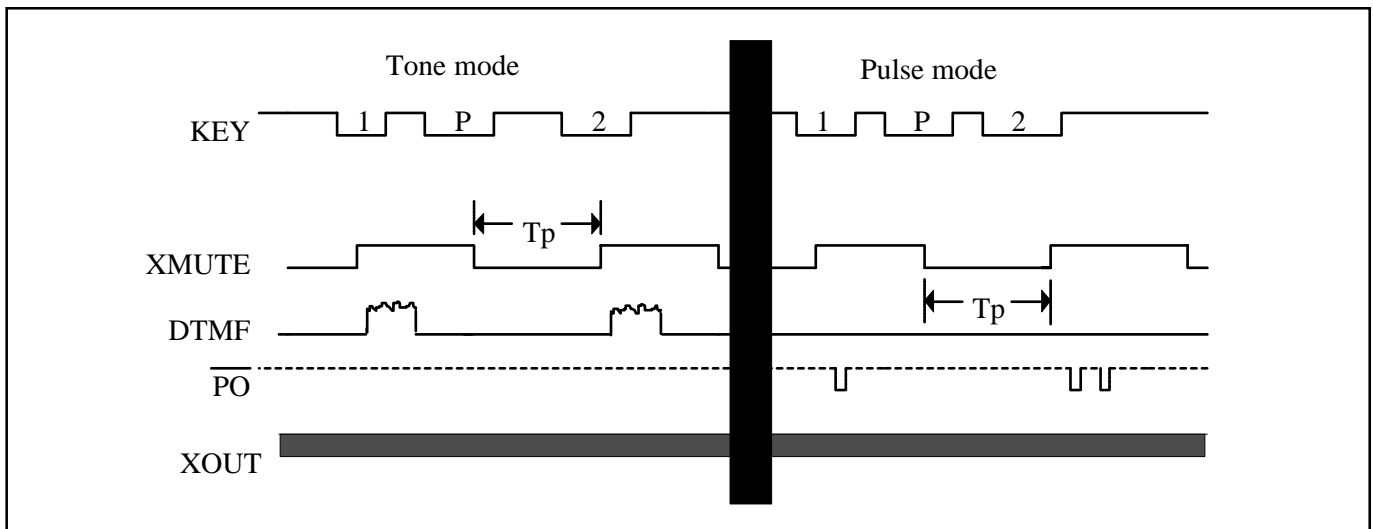 Tone mode
Pulse mode
KEY 1 P 2 1 P 2
Tp
XMUTE
Tp
DTMF
PO
XOUT